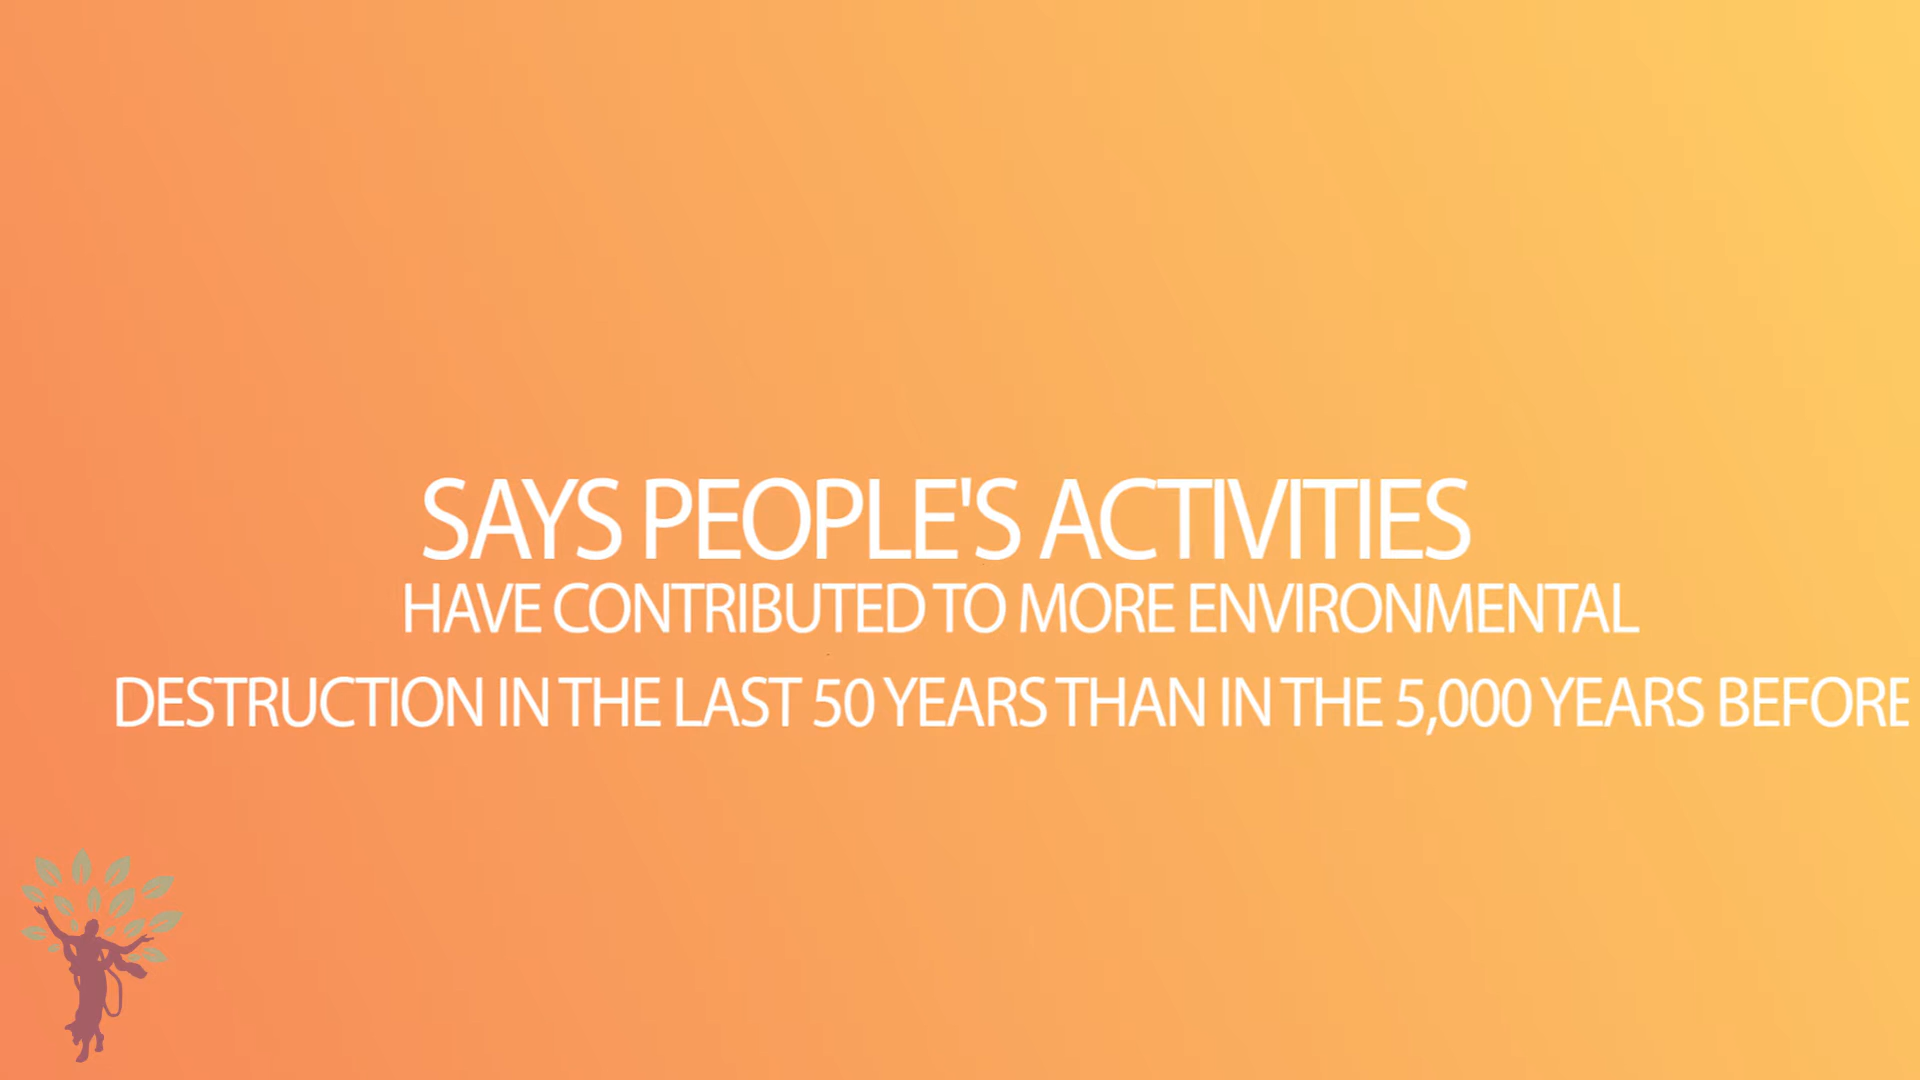 SAYS PEOPLE'S ACTIVITIES
HAVE CONTRIBUTED TO MORE ENVIRONMENTAL
DESTRUCTION IN THE LAST 50 YEARS THAN IN THE 5,000 YEARS BEFORE